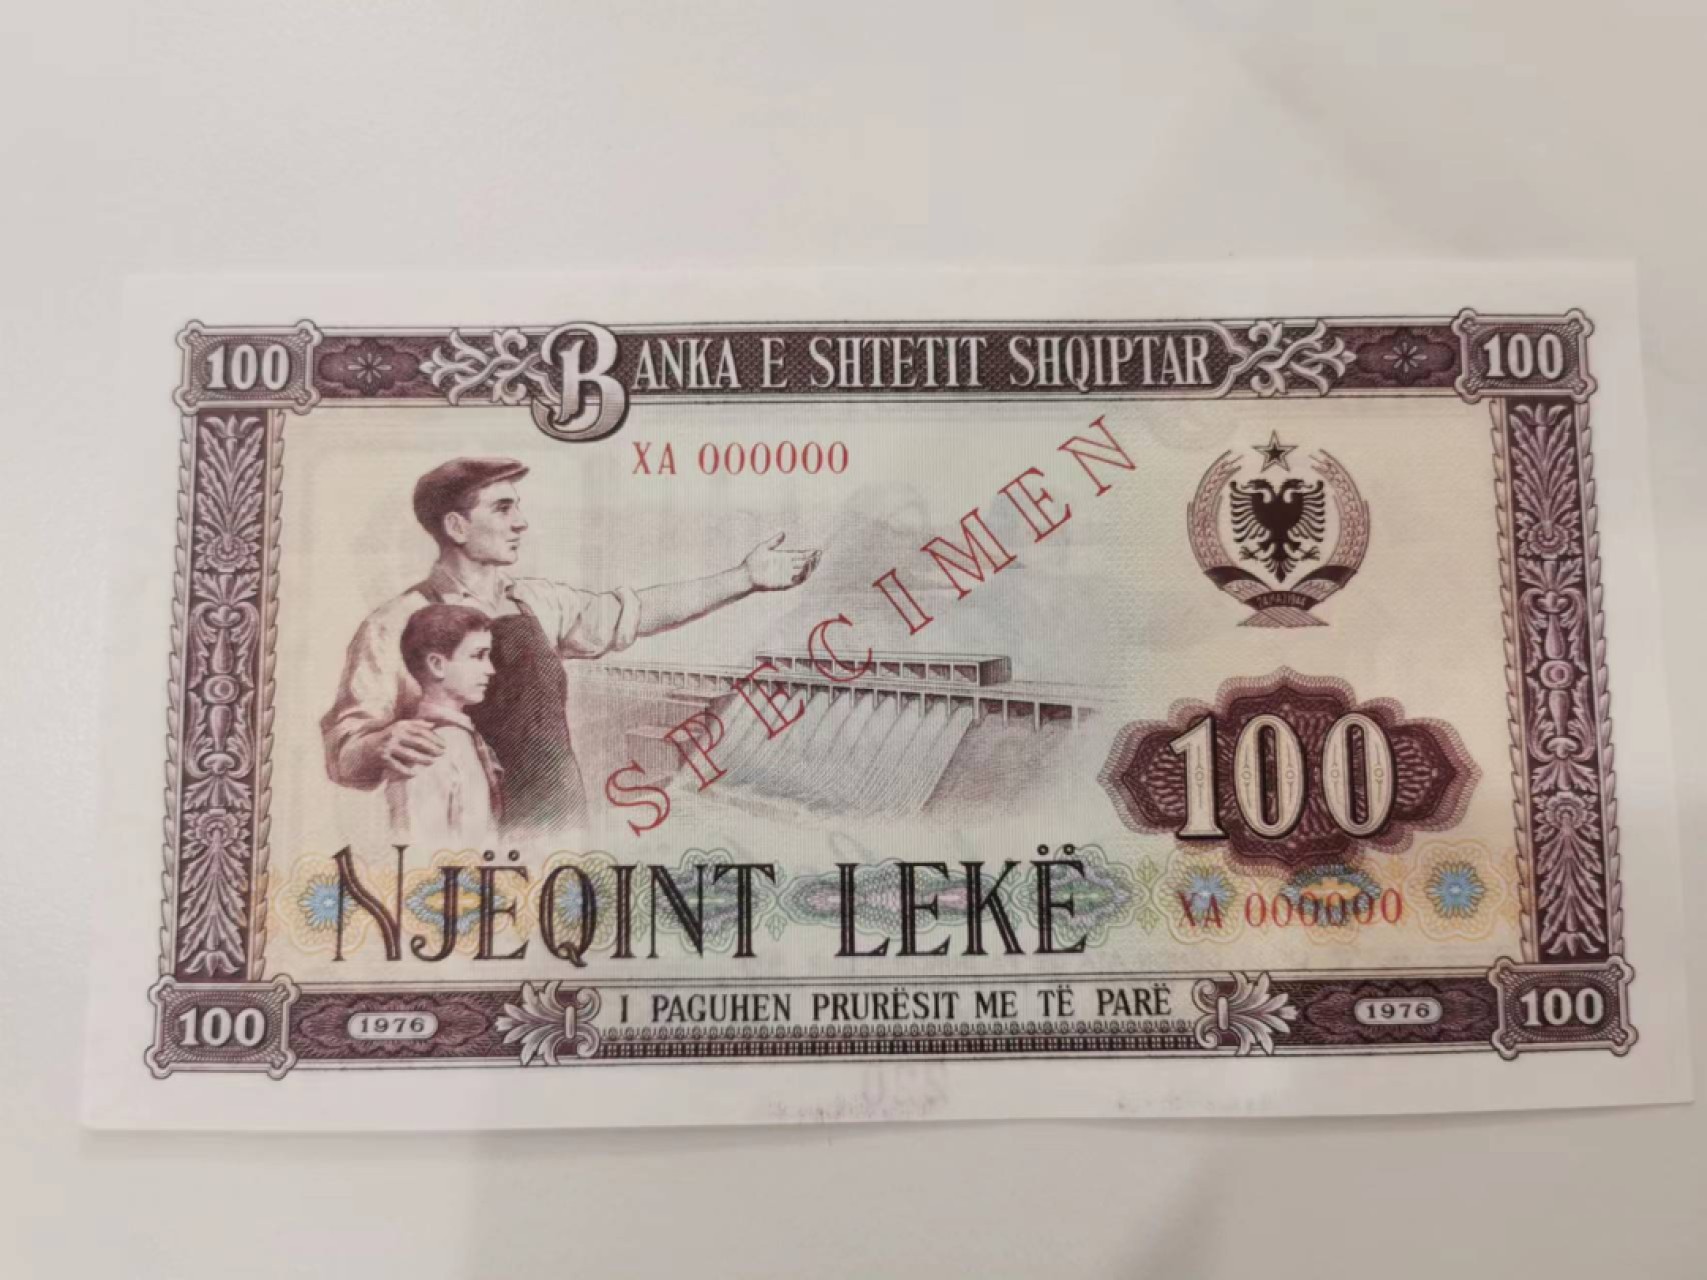 100 BANKA E SHTETIT SHQIPTAR 100
XA 000000
SPECIMEN
100
NJËQINT LEKË
XA 000000
100 1976 I PAGUHEN PRURËSIT ME TË PARË 1976 100